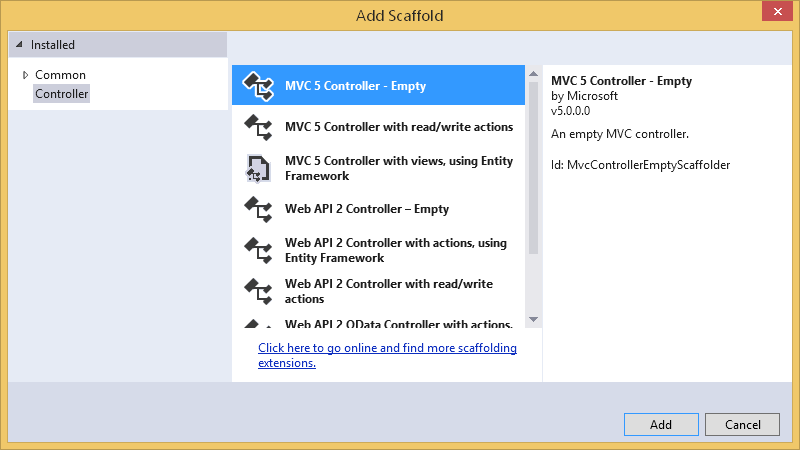 Add Scaffold
Installed
Common
Controller
MVC 5 Controller - Empty
MVC 5 Controller with read/write actions
MVC 5 Controller with views, using Entity
Framework
Web API 2 Controller – Empty
Web API 2 Controller with actions, using
Entity Framework
Web API 2 Controller with read/write
actions
Web API 2 OData Controller with actions,
Click here to go online and find more scaffolding
extensions.
MVC 5 Controller - Empty
by Microsoft
v5.0.0.0
An empty MVC controller.
Id: MvcControllerEmptyScaffolder
Add
Cancel